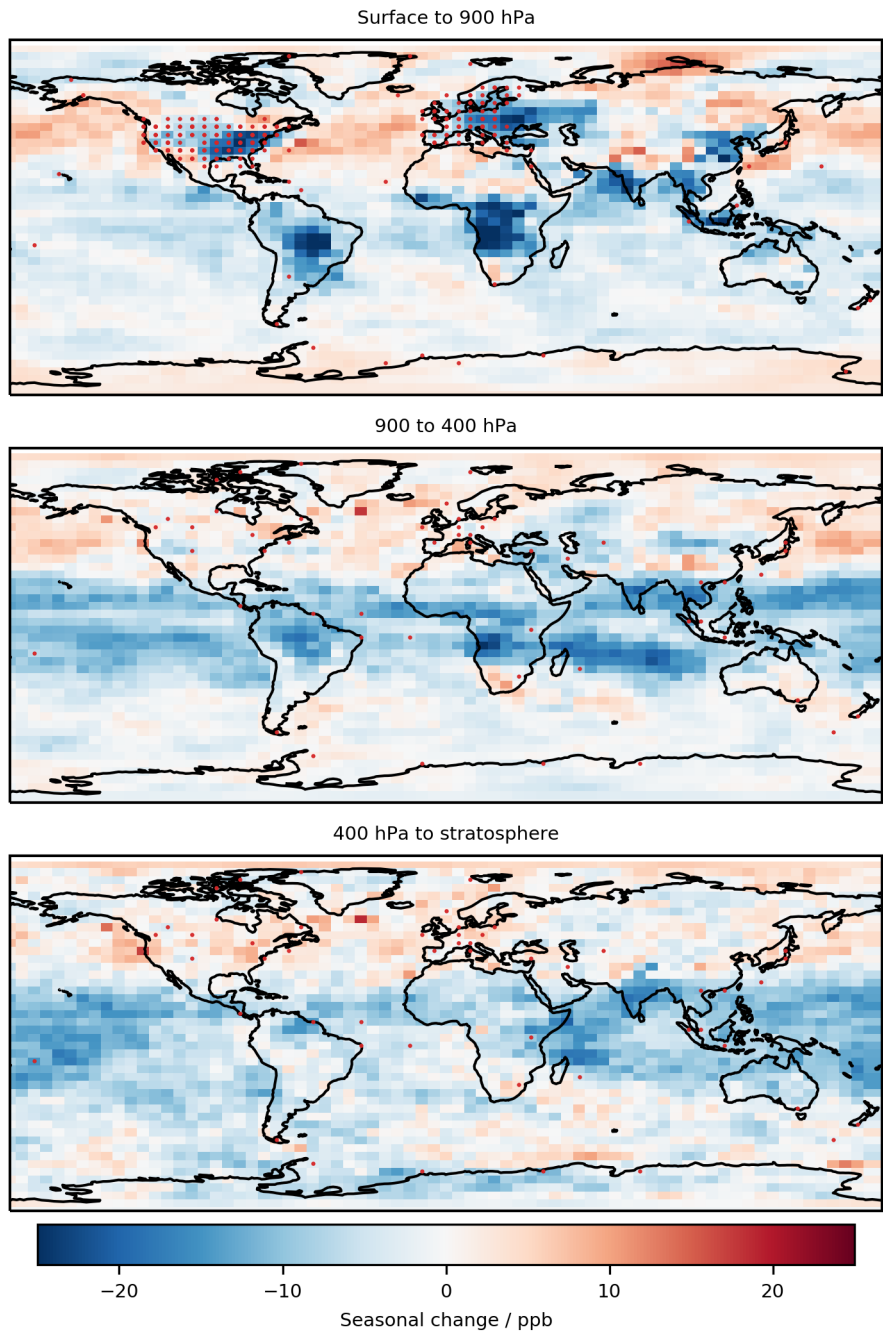 Surface to 900 hPa
900 to 400 hPa
400 hPa to stratosphere
−20 −10 0 10 20
Seasonal change / ppb